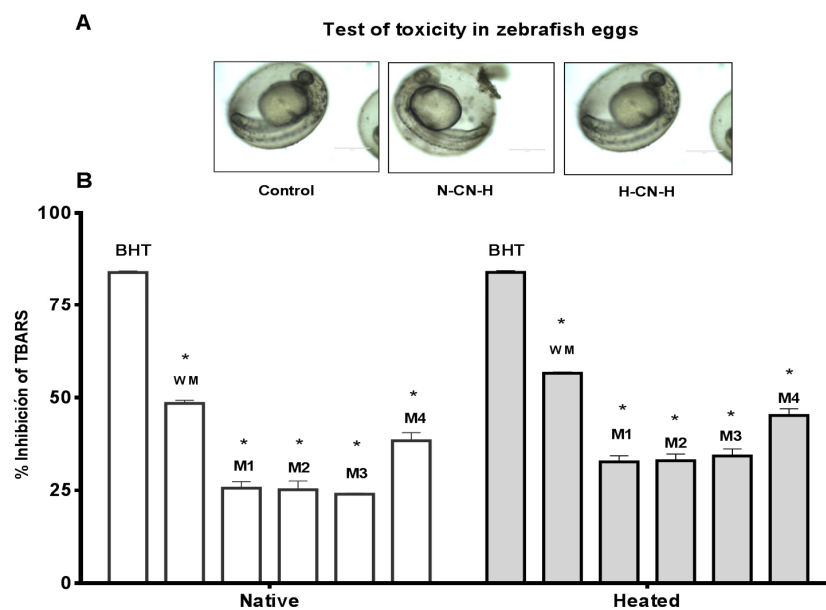 A
Test of toxicity in zebrafish eggs
Control
N-CN-H
H-CN-H
B
% Inhibición of TBARS
100
75
50
25
0
BHT
*
WM
*
M1
*
M2
*
M3
*
M4
Native
BHT
*
WM
*
M1
*
M2
*
M3
*
M4
Heated